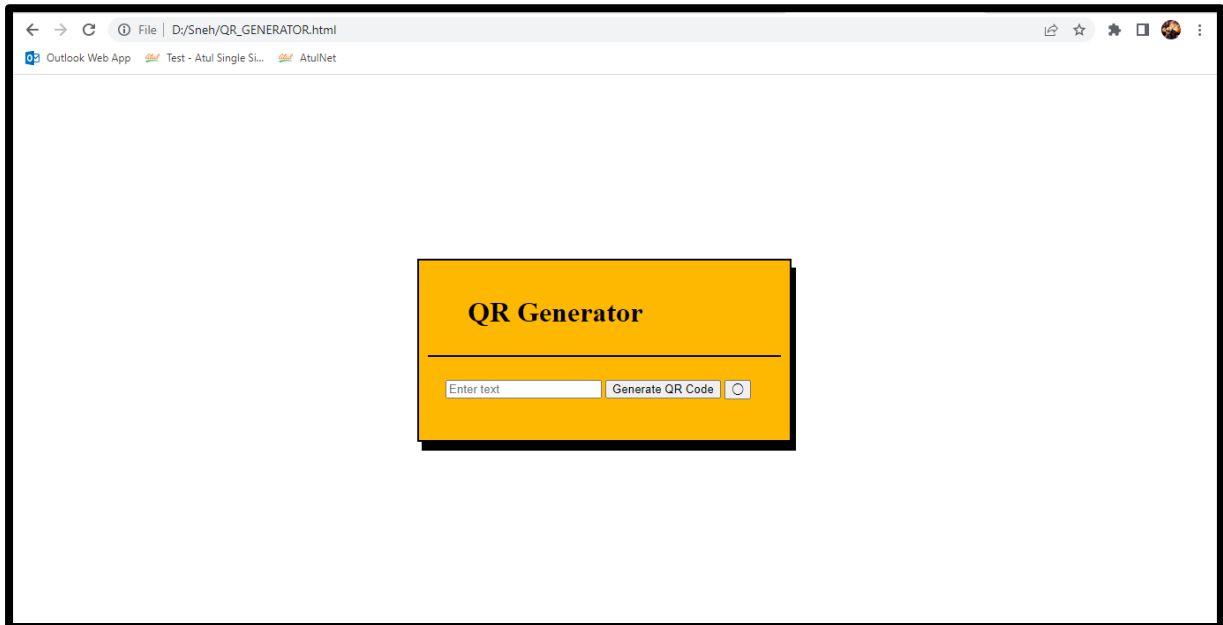 File | D:/Sneh/QR_GENERATOR.html
Outlook Web App Test - Atul Single Si... AtulNet
QR Generator
Enter text Generate QR Code